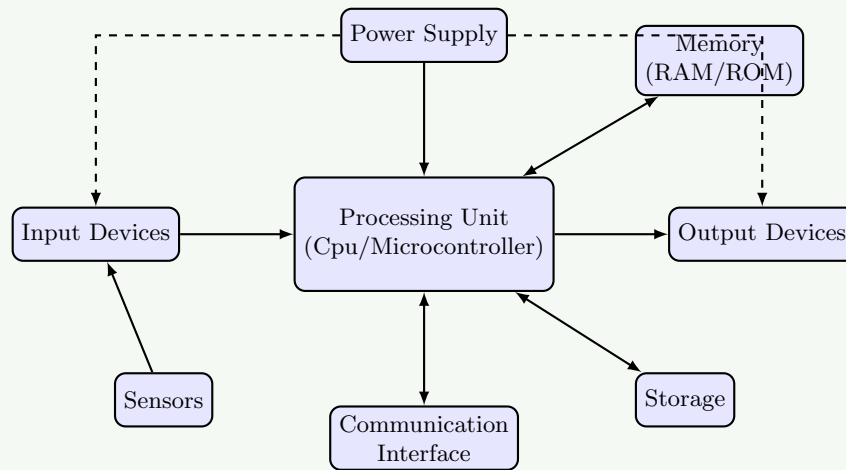 Power Supply
Memory
(RAM/ROM)
Input Devices
Processing Unit
(Cpu/Microcontroller)
Output Devices
Sensors
Communication
Interface
Storage